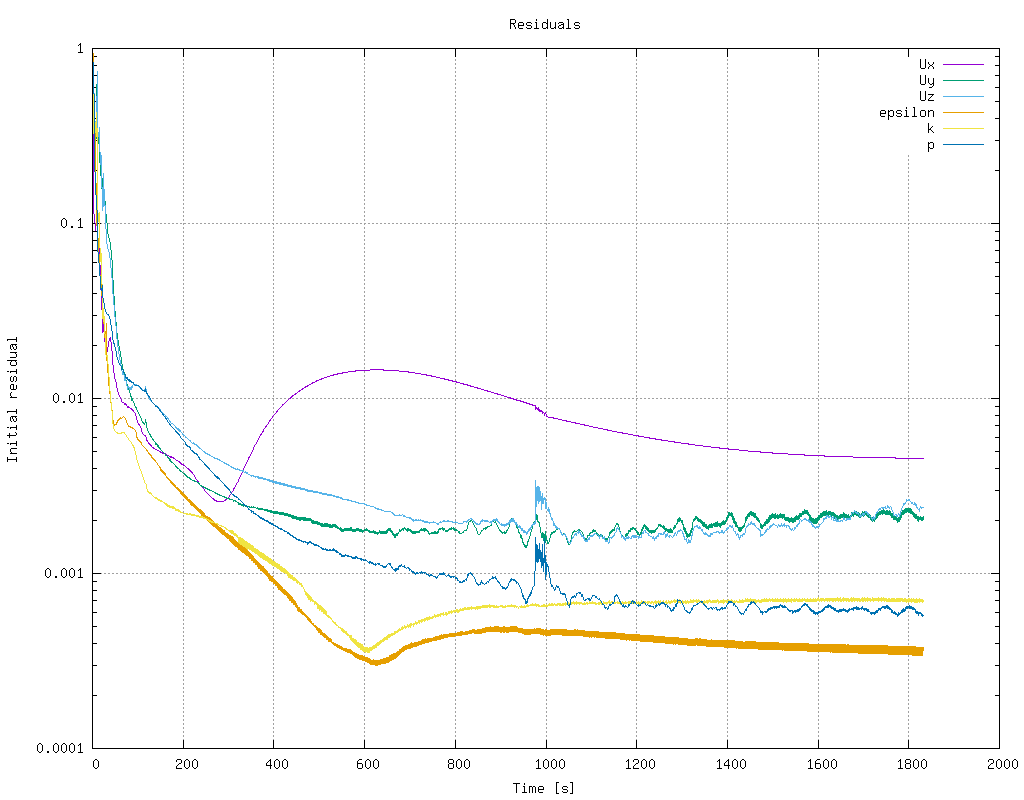 Residuals
Ux
Uy
Uz
epsilon
k
p
1
0.1
0.01
0.001
0.0001
Initial residual
0 200 400 600 800 1000 1200 1400 1600 1800 2000
Time [s]